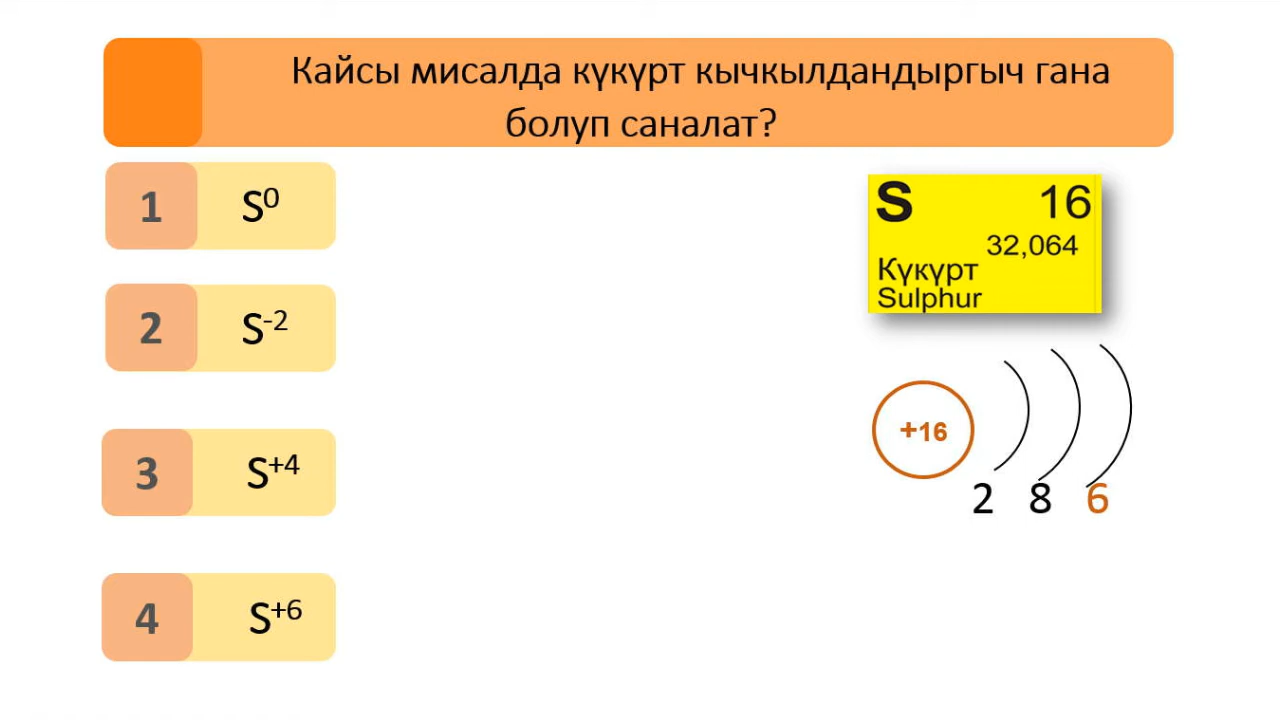 Кайсы мисалда күкүрт кычкылдандыргыч гана
болуп саналат?
1 S⁰
2 S⁻²
3 S⁺⁴
4 S⁺⁶
S 16
32,064
Күкүрт
Sulphur
+16
2 8 6